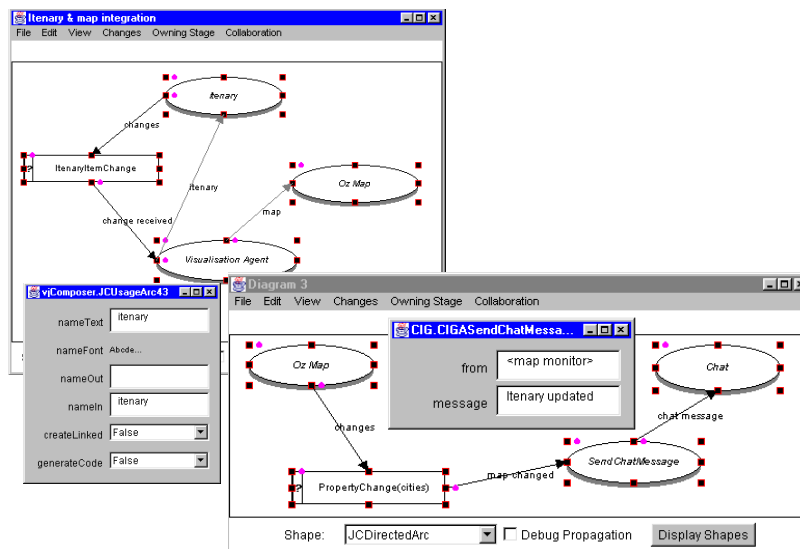 Itenary & map integration
File Edit View Changes Owning Stage Collaboration
Itenary
changes
? ItenaryItemChange
itenary
Oz Map
map
change received
Visualisation Agent
vjComposer.JCUsageArc43
nameText itenary
nameFont Abcde...
nameOut
nameIn itenary
createLinked False
generateCode False
Diagram 3
File Edit View Changes Owning Stage Collaboration
CIG.CIGASendChatMessa...
from <map monitor>
message Itenary updated
Oz Map
Chat
changes
chat message
? PropertyChange(cities)
map changed
SendChatMessage
Shape: JCDirectedArc Debug Propagation Display Shapes